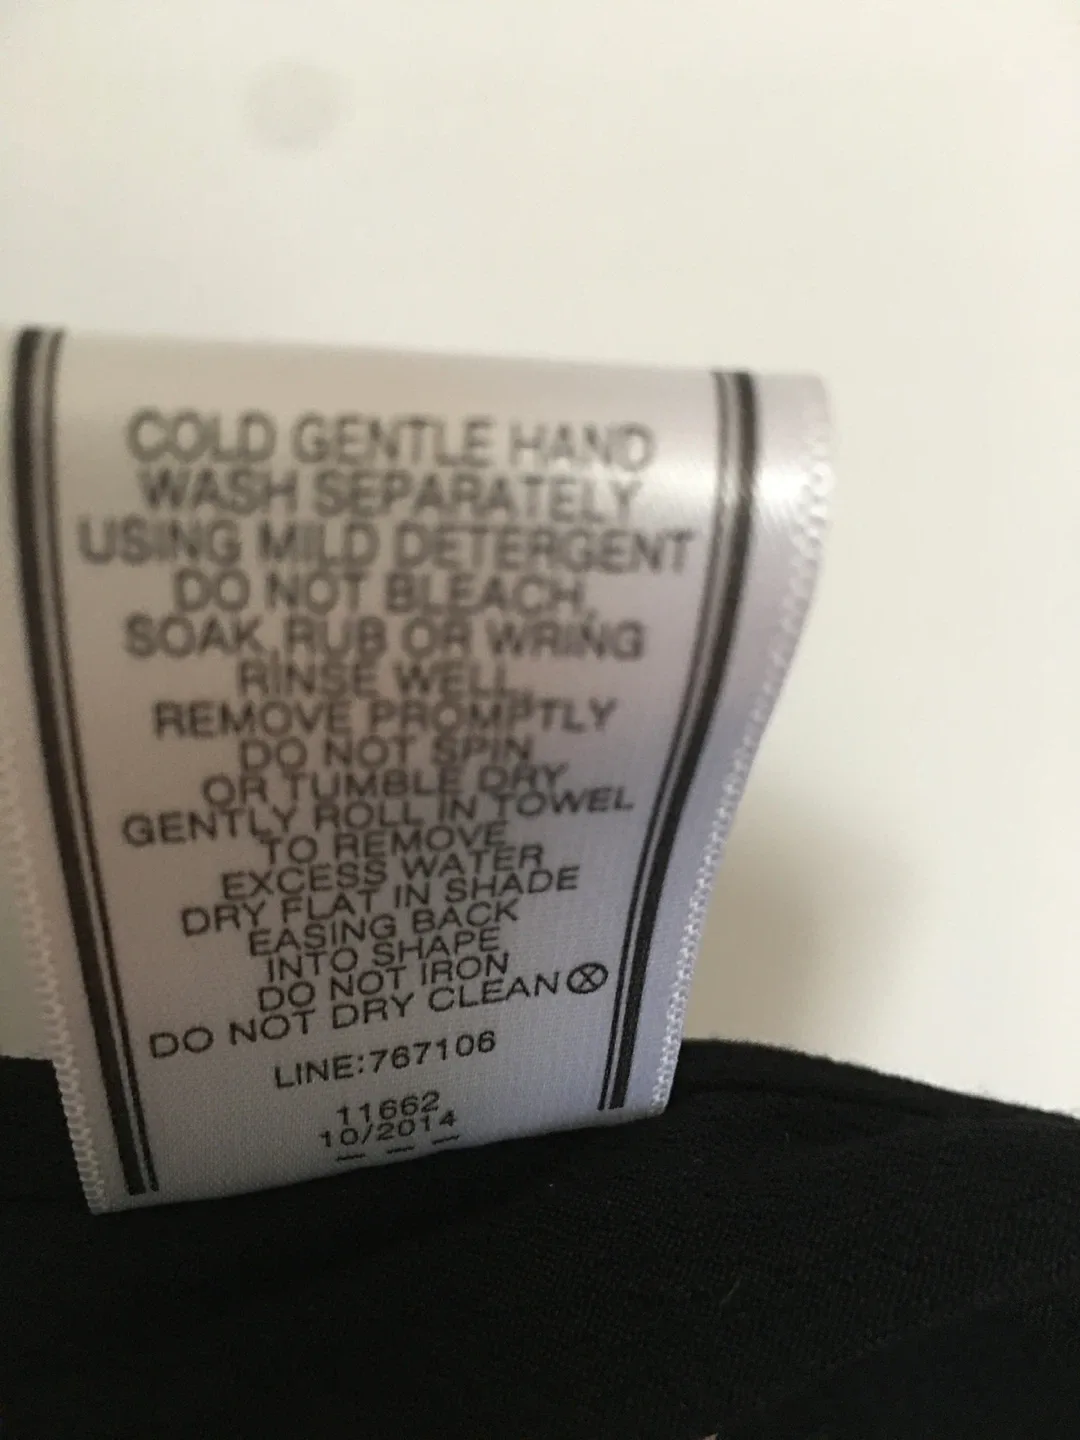 COLD GENTLE HAND
WASH SEPARATELY
USING MILD DETERGENT
DO NOT BLEACH,
SOAK, RUB OR WRING
RINSE WELL,
REMOVE PROMPTLY
DO NOT SPIN
OR TUMBLE DRY
GENTLY ROLL IN TOWEL
TO REMOVE
EXCESS WATER
DRY FLAT IN SHADE
EASING BACK
INTO SHAPE
DO NOT IRON
DO NOT DRY CLEAN
LINE:767106
11662
10/2014